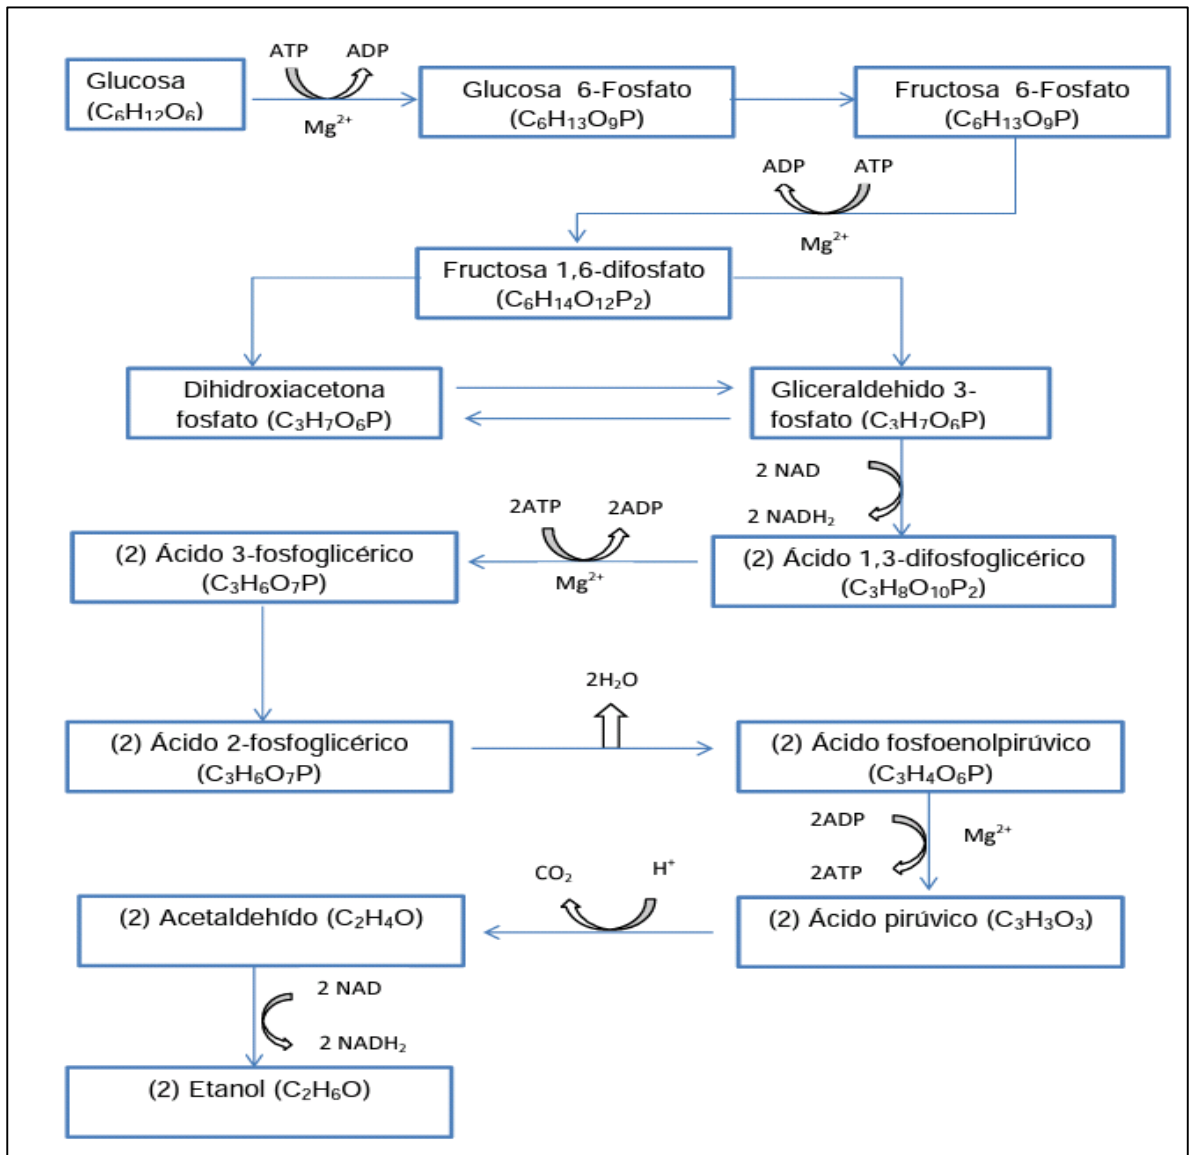 ATP ADP
Glucosa
(C₆H₁₂O₆)
Mg²⁺
Glucosa 6-Fosfato
(C₆H₁₃O₉P)
Fructosa 6-Fosfato
(C₆H₁₃O₉P)
ADP ATP
Mg²⁺
Fructosa 1,6-difosfato
(C₆H₁₄O₁₂P₂)
Dihidroxiacetona
fosfato (C₃H₇O₆P)
Gliceraldehido 3-
fosfato (C₃H₇O₆P)
2 NAD
2 NADH₂
2ATP 2ADP
Mg²⁺
(2) Ácido 3-fosfoglicérico
(C₃H₆O₇P)
(2) Ácido 1,3-difosfoglicérico
(C₃H₈O₁₀P₂)
2H₂O
(2) Ácido 2-fosfoglicérico
(C₃H₆O₇P)
(2) Ácido fosfoenolpirúvico
(C₃H₄O₆P)
2ADP
Mg²⁺
2ATP
CO₂ H⁺
(2) Acetaldehído (C₂H₄O)
(2) Ácido pirúvico (C₃H₃O₃)
2 NAD
2 NADH₂
(2) Etanol (C₂H₆O)